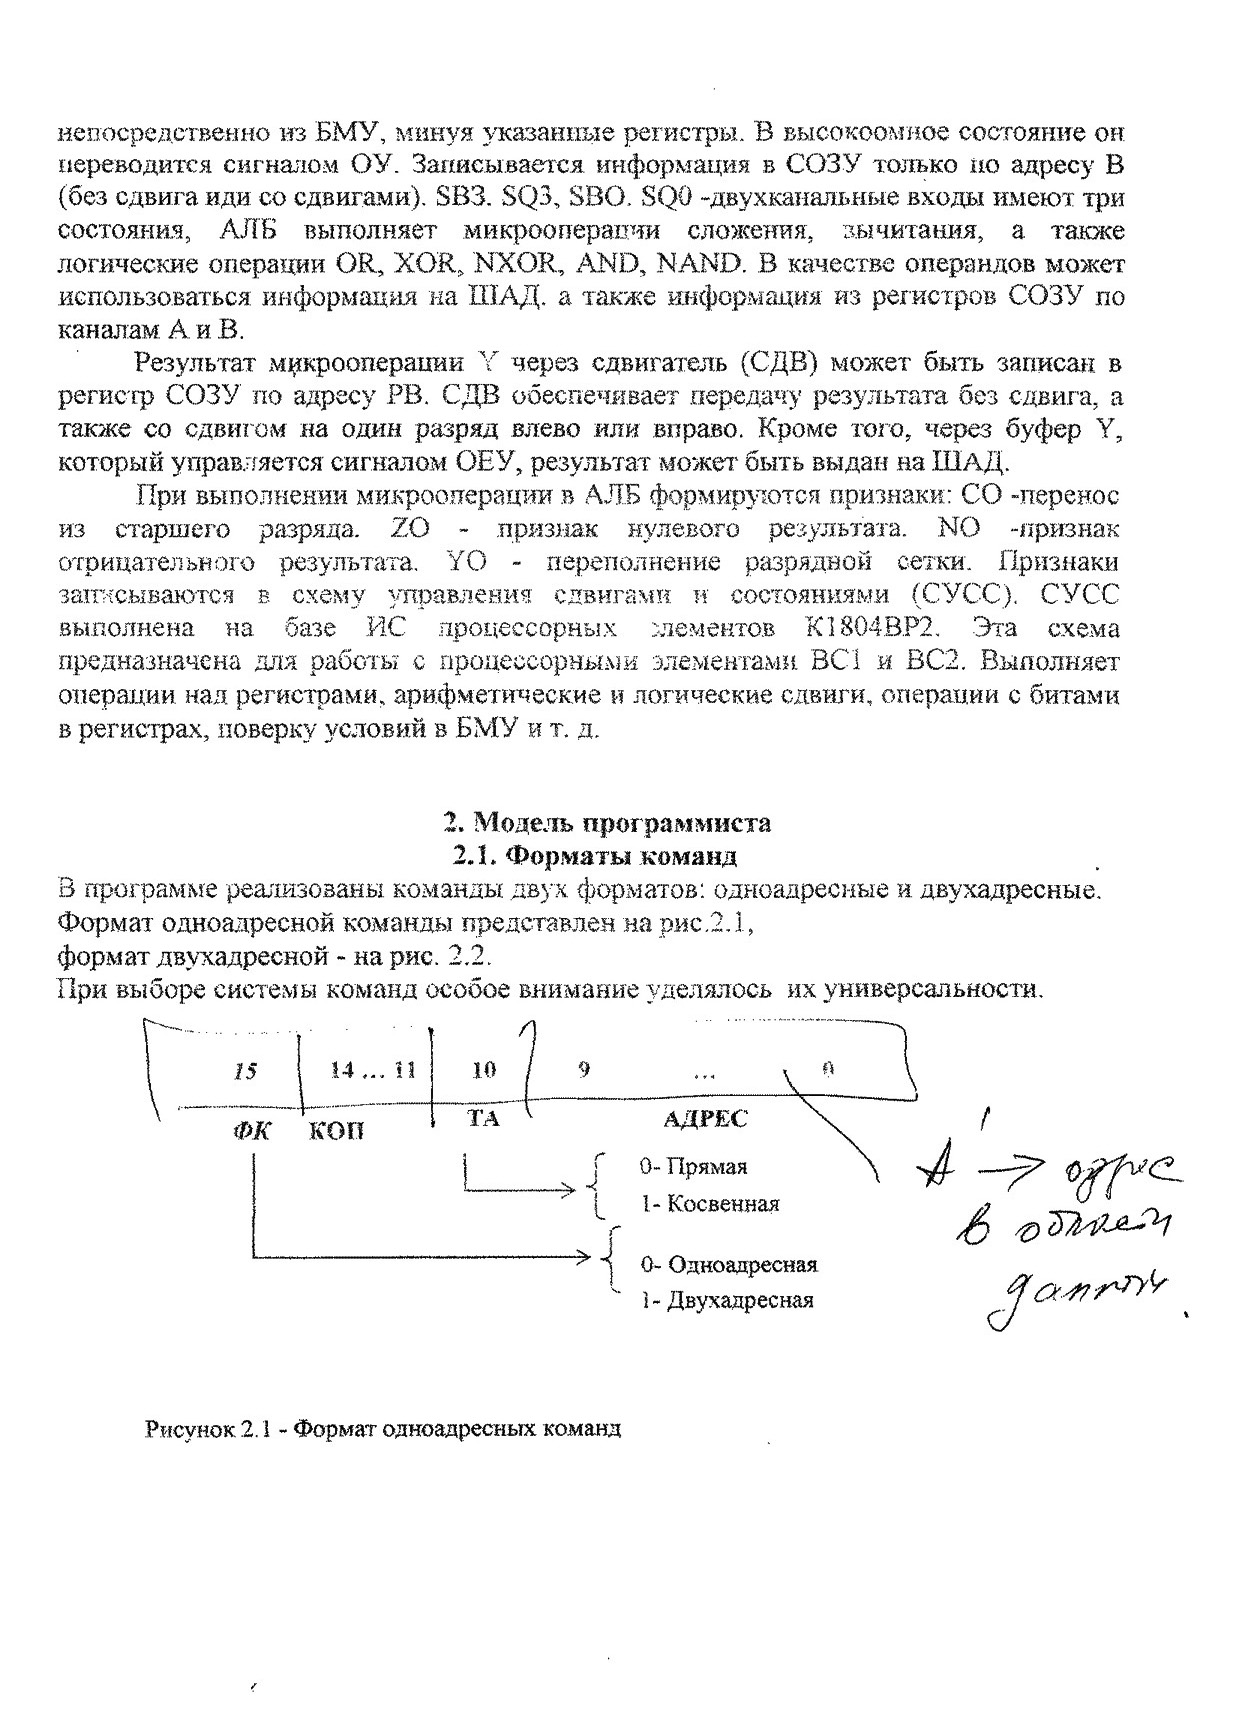 непосредственно из БМУ, минуя указанные регистры. В высокоомное состояние он
переводится сигналом ОУ. Записывается информация в СОЗУ только по адресу В
(без сдвига иди со сдвигами). SB3. SQ3, SBO. SQ0 -двухканальные входы имеют три
состояния, АЛБ выполняет микрооперации сложения, вычитания, а также
логические операции OR, XOR, NXOR, AND, NAND. В качестве операндов может
использоваться информация на ШАД. а также информация из регистров СОЗУ по
каналам А и В.
Результат микрооперации Y через сдвигатель (СДВ) может быть записан в
регистр СОЗУ по адресу РВ. СДВ обеспечивает передачу результата без сдвига, а
также со сдвигом на один разряд влево или вправо. Кроме того, через буфер Y,
который управляется сигналом ОЕУ, результат может быть выдан на ШАД.
При выполнении микрооперации в АЛБ формируются признаки: СО -перенос
из старшего разряда. ZO - признак нулевого результата. NO -признак
отрицательного результата. YO - переполнение разрядной сетки. Признаки
записываются в схему управления сдвигами и состояниями (СУСС). СУСС
выполнена на базе ИС процессорных элементов К1804ВР2. Эта схема
предназначена для работы с процессорными элементами ВС1 и ВС2. Выполняет
операции над регистрами, арифметические и логические сдвиги, операции с битами
в регистрах, поверку условий в БМУ и т. д.
2. Модель программиста
2.1. Форматы команд
В программе реализованы команды двух форматов: одноадресные и двухадресные.
Формат одноадресной команды представлен на рис.2.1,
формат двухадресной - на рис. 2.2.
При выборе системы команд особое внимание уделялось их универсальности.
15 14 ... 11 10 9 ... 0
ФК КОП ТА АДРЕС
0- Прямая
1- Косвенная
0- Одноадресная
1- Двухадресная
А → адрес
в
Рисунок 2.1 - Формат одноадресных команд